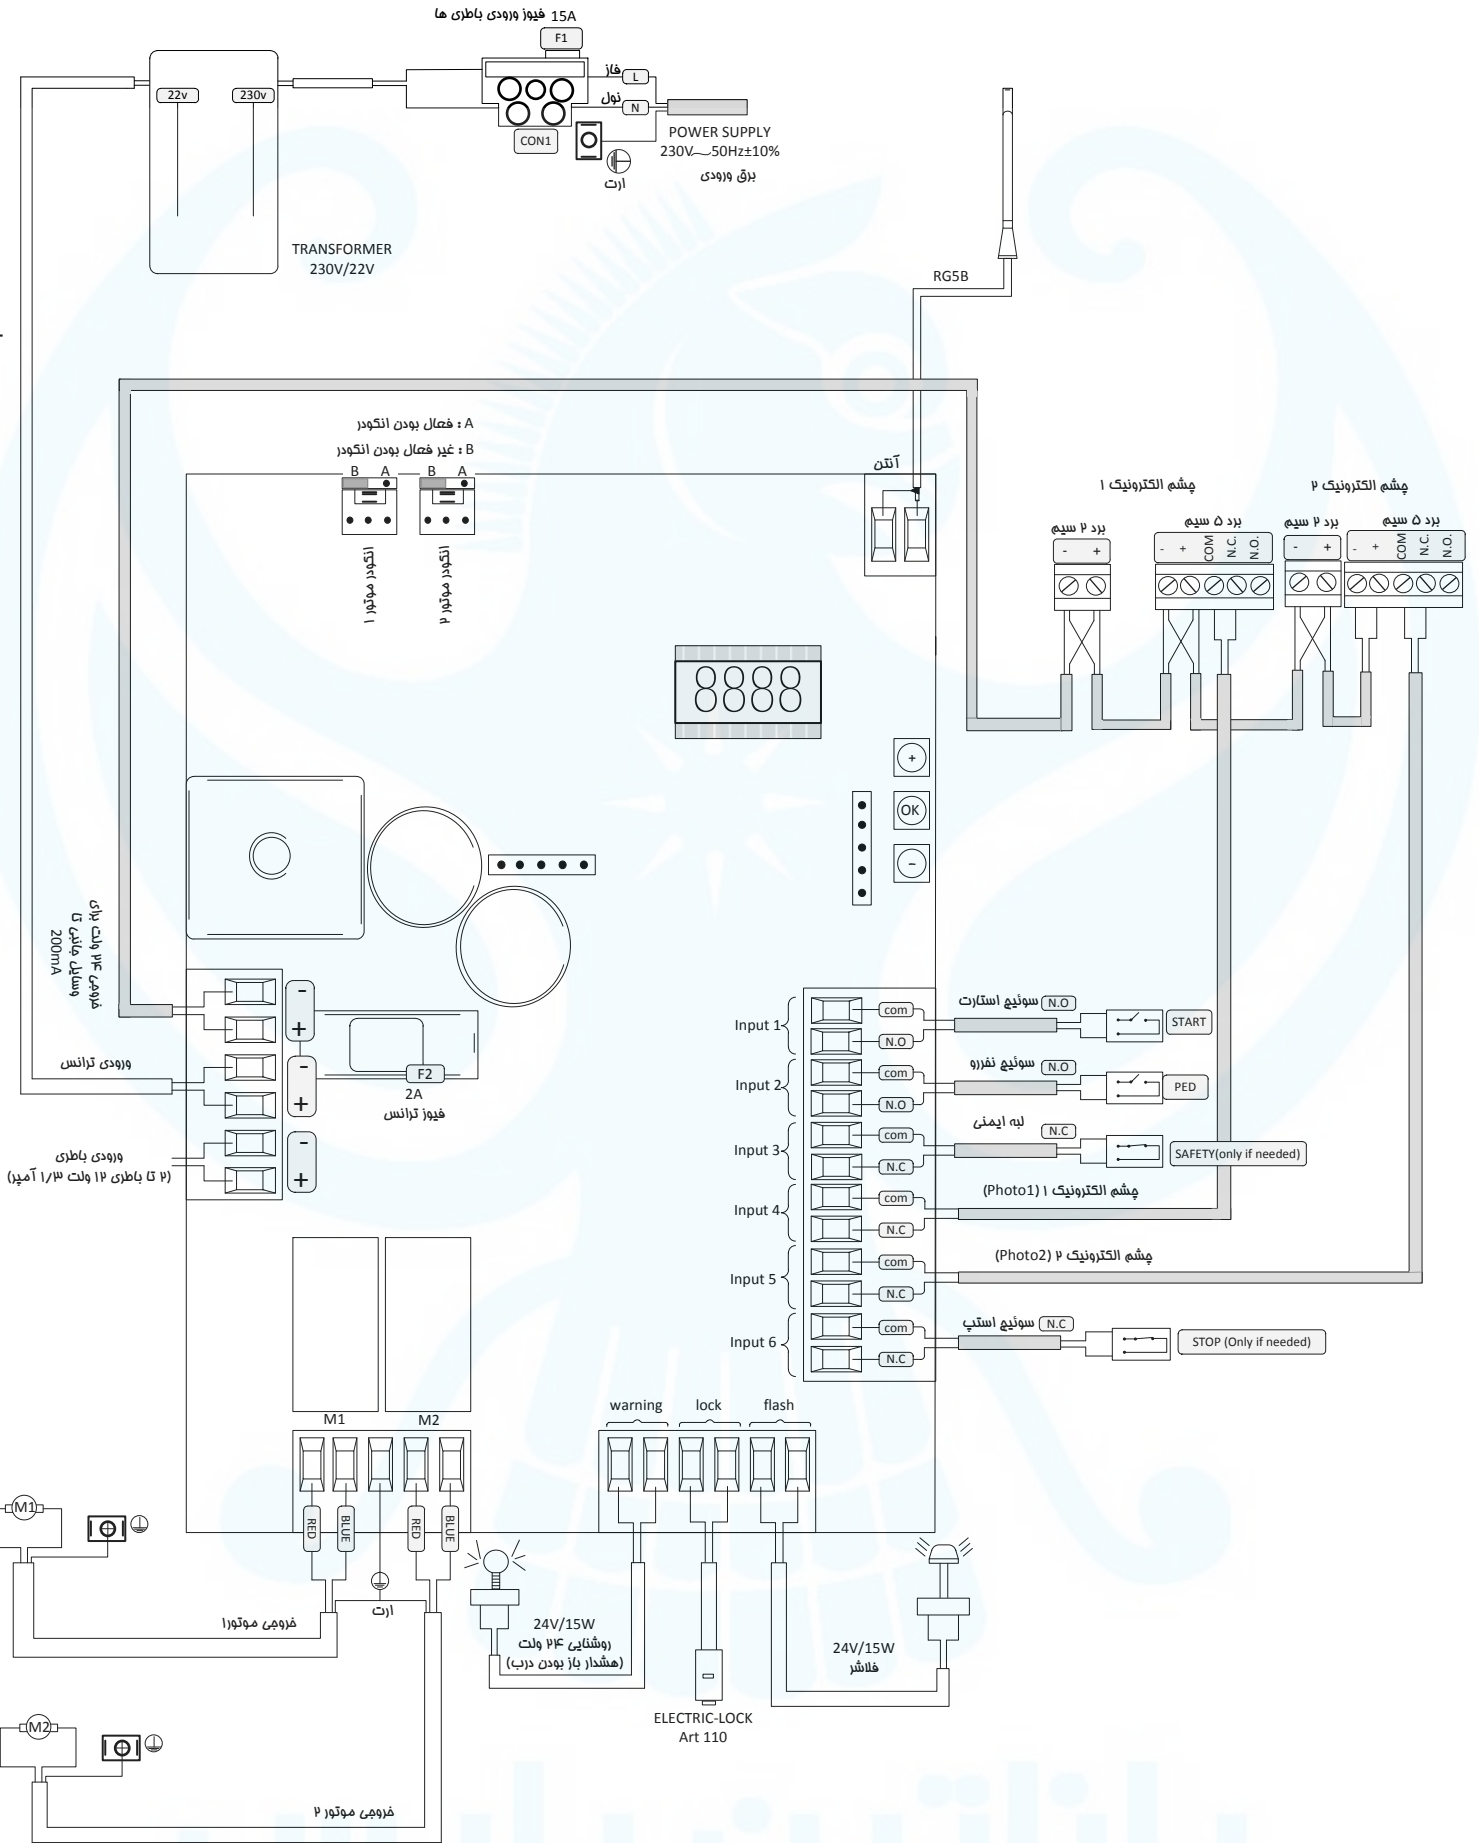 15A فیوز ورودی باطری ها
F1
فاز L
نول N
CON1
ارت
POWER SUPPLY
230V~50Hz±10%
برق ورودی
22v
230v
TRANSFORMER
230V/22V
RG5B
A : فعال بودن انکودر
B : غیر فعال بودن انکودر
B A B A
انکودر موتور ۱
انکودر موتور ۲
آنتن
چشم الکترونیک ۱
چشم الکترونیک ۲
برد ۲ سیم
برد ۵ سیم
برد ۲ سیم
برد ۵ سیم
- +
- + COM N.C. N.O.
- +
- + COM N.C. N.O.
8888
+
OK
-
خروجی ۲۴ ولت برای
وسایل جانبی تا
200mA
-
+
ورودی ترانس
-
+
F2
2A
فیوز ترانس
ورودی باطری
(۲ تا باطری ۱۲ ولت ۱/۳ آمپر)
-
+
Input 1
com
N.O
سوئیچ استارت N.O
START
Input 2
com
N.O
سوئیچ نفررو N.O
PED
Input 3
com
N.C
لبه ایمنی N.C
SAFETY(only if needed)
Input 4
com
N.C
چشم الکترونیک ۱ (Photo1)
Input 5
com
N.C
چشم الکترونیک ۲ (Photo2)
Input 6
com
N.C
سوئیچ استپ N.C
STOP (Only if needed)
M1 M2
warning lock flash
RED BLUE RED BLUE
M1
ارت
خروجی موتور۱
24V/15W
روشنایی ۲۴ ولت
(هشدار باز بودن درب)
24V/15W
فلاشر
ELECTRIC-LOCK
Art 110
M2
خروجی موتور ۲